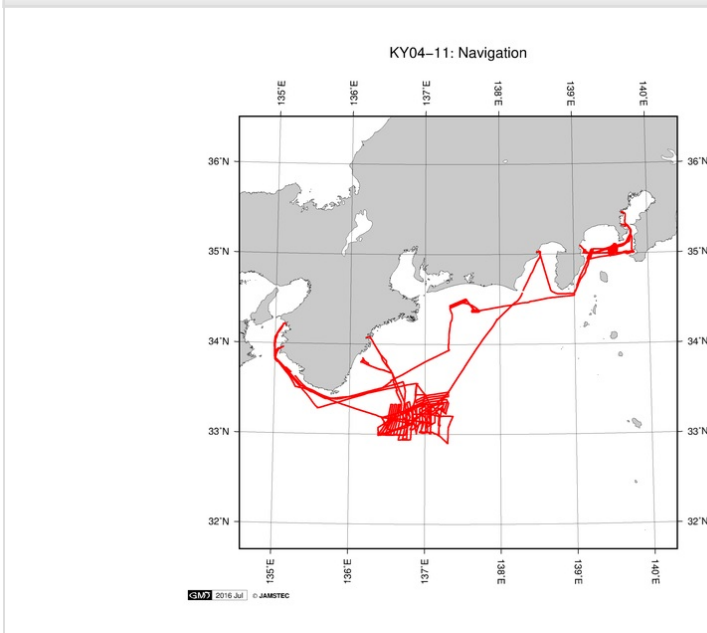 KY04–11: Navigation
135˚E 136˚E 137˚E 138˚E 139˚E 140˚E
36˚N 36˚N
35˚N 35˚N
34˚N 34˚N
33˚N 33˚N
32˚N 32˚N
135˚E 136˚E 137˚E 138˚E 139˚E 140˚E
GMD 2016 Jul © JAMSTEC